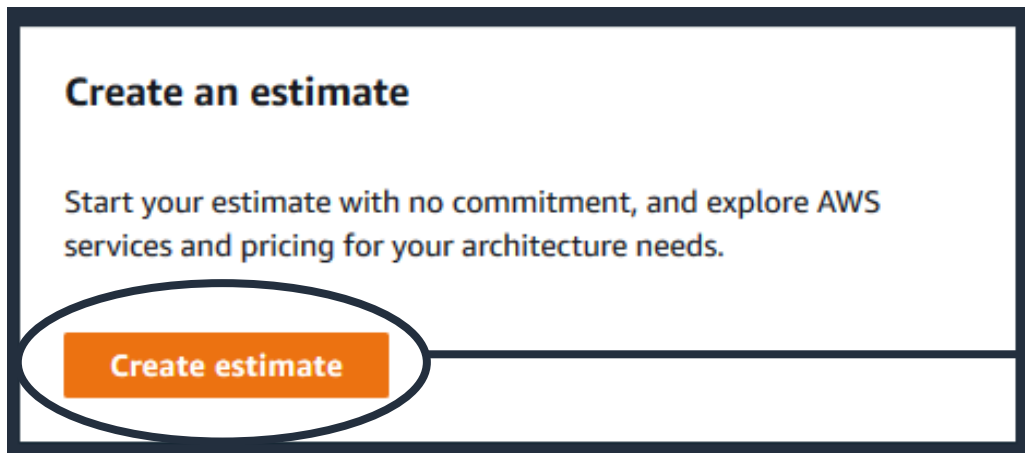 Create an estimate
Start your estimate with no commitment, and explore AWS
services and pricing for your architecture needs.
Create estimate